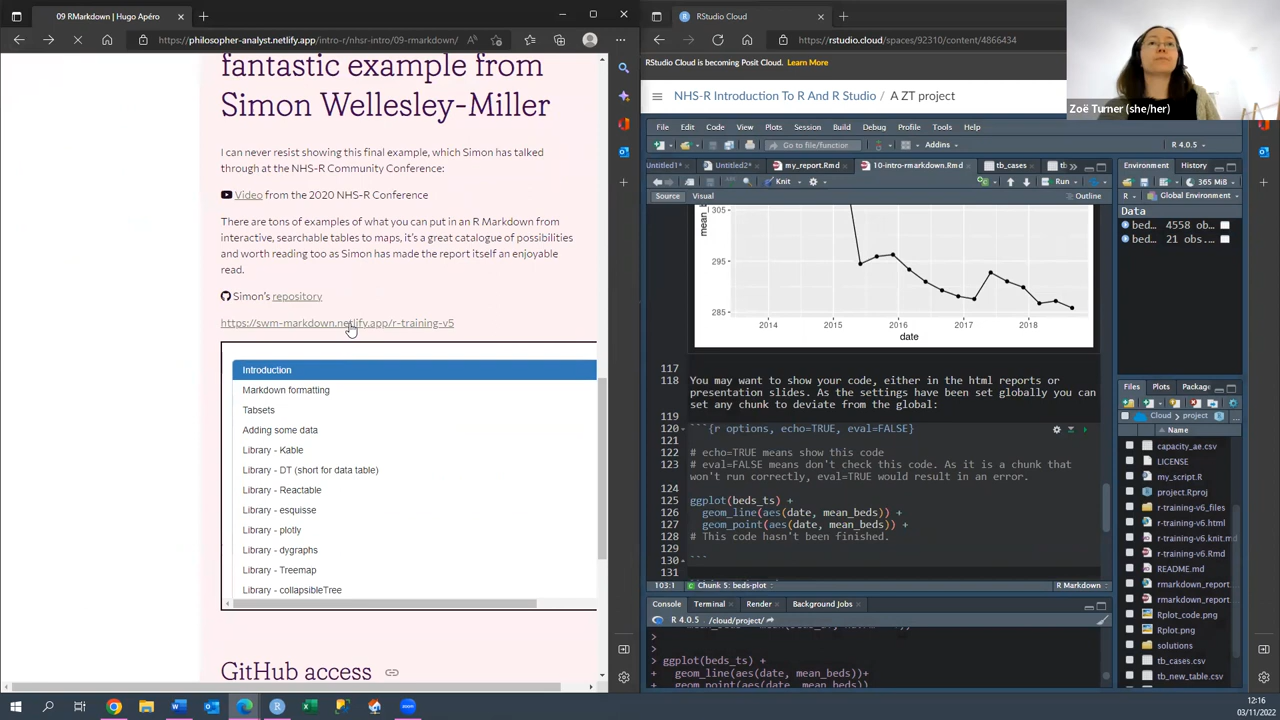 09 RMarkdown | Hugo Apéro
https://philosopher-analyst.netlify.app/intro-r/nhsr-intro/09-rmarkdown/
fantastic example from
Simon Wellesley-Miller
I can never resist showing this final example, which Simon has talked
through at the NHS-R Community Conference:
Video from the 2020 NHS-R Conference
There are tons of examples of what you can put in an R Markdown from
interactive, searchable tables to maps, it's a great catalogue of possibilities
and worth reading too as Simon has made the report itself an enjoyable
read.
Simon's repository
https://swm-markdown.netlify.app/r-training-v5
Introduction
Markdown formatting
Tabsets
Adding some data
Library - Kable
Library - DT (short for data table)
Library - Reactable
Library - esquisse
Library - plotly
Library - dygraphs
Library - Treemap
Library - collapsibleTree
GitHub access
RStudio Cloud
https://rstudio.cloud/spaces/92310/content/4866434
RStudio Cloud is becoming Posit Cloud. Learn More
NHS-R Introduction To R And R Studio / A ZT project
Zoë Turner (she/her)
File Edit Code View Plots Session Build Debug Profile Tools Help
Go to file/function Addins R 4.0.5
Untitled1* Untitled2* my_report.Rmd 10-intro-rmarkdown.Rmd tb_cases
Knit Run
Source Visual Outline
305
295
285
2014 2015 2016 2017 2018
date
117
118 You may want to show your code, either in the html reports or
presentation slides. As the settings have been set globally you can
set any chunk to deviate from the global:
119
120 ```{r options, echo=TRUE, eval=FALSE}
121
122 # echo=TRUE means show this code
123 # eval=FALSE means don't check this code. As it is a chunk that
won't run correctly, eval=TRUE would result in an error.
124
125 ggplot(beds_ts) +
126 geom_line(aes(date, mean_beds)) +
127 geom_point(aes(date, mean_beds)) +
128 # This code hasn't been finished.
129
130 ```
131
103:1 Chunk 5: beds-plot R Markdown
Console Terminal Render Background Jobs
R 4.0.5 · /cloud/project/
>
>
> ggplot(beds_ts) +
+ geom_line(aes(date, mean_beds))+
+ geom_point(aes(date, mean_beds))
Environment History
365 MiB
R Global Environment
Data
bed… 4558 ob…
bed… 21 obs.…
Files Plots Package
Cloud project
Name
capacity_ae.csv
LICENSE
my_script.R
project.Rproj
r-training-v6_files
r-training-v6.html
r-training-v6.knit.md
r-training-v6.Rmd
README.md
rmarkdown_report
rmarkdown_report
Rplot_code.png
Rplot.png
solutions
tb_cases.csv
tb_new_table.csv
12:16
03/11/2022